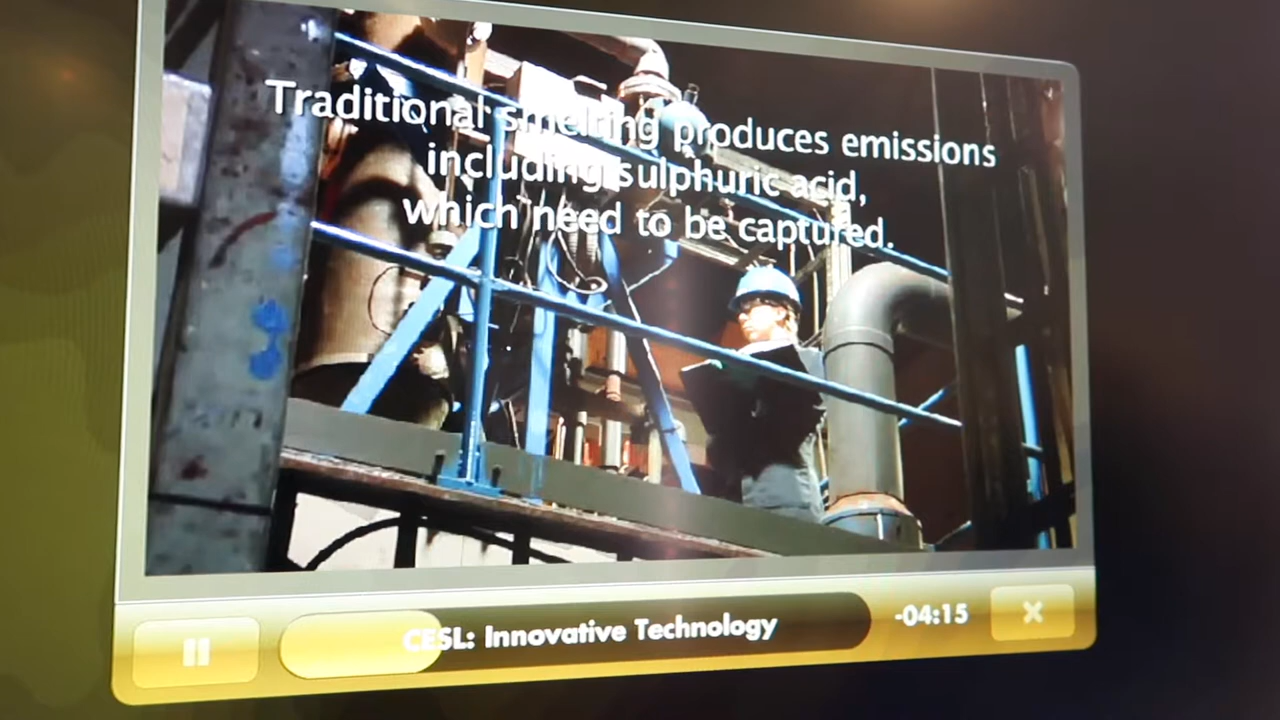 Traditional smelting produces emissions
including sulphuric acid,
which need to be captured.
CESL: Innovative Technology
-04:15